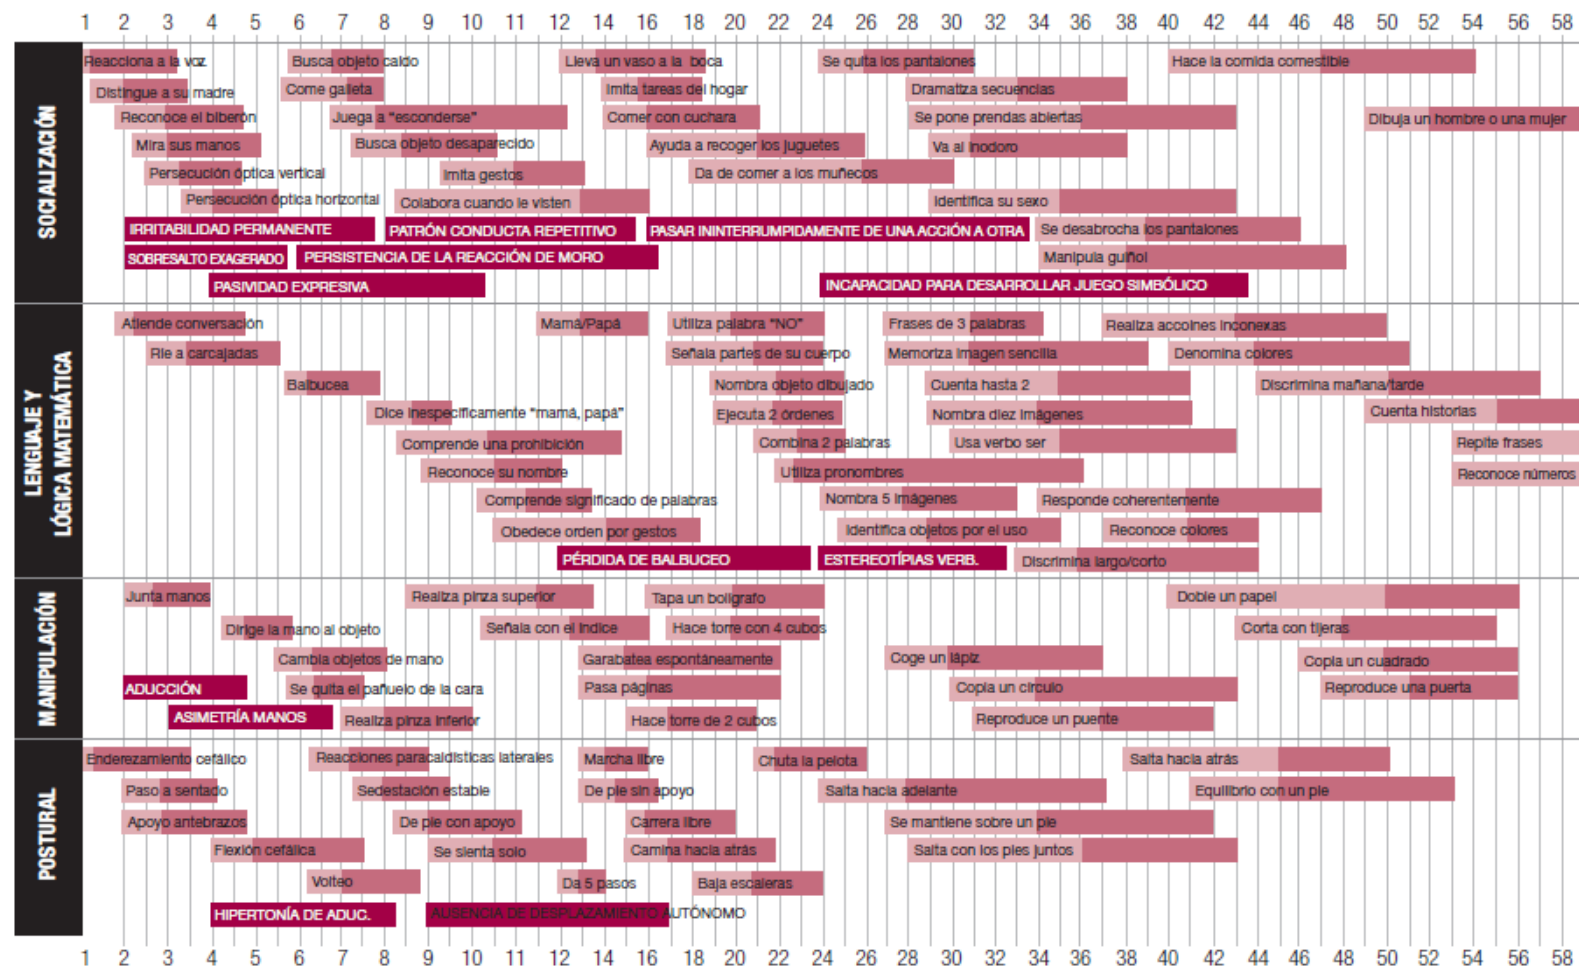 1 2 3 4 5 6 7 8 9 10 11 12 14 16 18 20 22 24 26 28 30 32 34 36 38 40 42 44 46 48 50 52 54 56 58
SOCIALIZACIÓN
Reacciona a la voz Busca objeto caído Lleva un vaso a la boca Se quita los pantalones Hace la comida comestible
Distingue a su madre Come galleta Imita tareas del hogar Dramatiza secuencias
Reconoce el biberón Juega a “esconderse” Comer con cuchara Se pone prendas abiertas Dibuja un hombre o una mujer
Mira sus manos Busca objeto desaparecido Ayuda a recoger los juguetes Va al inodoro
Persecución óptica vertical Imita gestos Da de comer a los muñecos
Persecución óptica horizontal Colabora cuando le visten Identifica su sexo
IRRITABILIDAD PERMANENTE PATRÓN CONDUCTA REPETITIVO PASAR ININTERRUMPIDAMENTE DE UNA ACCIÓN A OTRA Se desabrocha los pantalones
SOBRESALTO EXAGERADO PERSISTENCIA DE LA REACCIÓN DE MORO Manipula guiñol
PASIVIDAD EXPRESIVA INCAPACIDAD PARA DESARROLLAR JUEGO SIMBÓLICO
LENGUAJE Y
LÓGICA MATEMÁTICA
Atiende conversación Mamá/Papá Utiliza palabra “NO” Frases de 3 palabras Realiza accoines inconexas
Ríe a carcajadas Señala partes de su cuerpo Memoriza imagen sencilla Denomina colores
Balbucea Nombra objeto dibujado Cuenta hasta 2 Discrimina mañana/tarde
Dice inespecíficamente “mamá, papá” Ejecuta 2 órdenes Nombra diez imágenes Cuenta historias
Comprende una prohibición Combina 2 palabras Usa verbo ser Repite frases
Reconoce su nombre Utiliza pronombres Reconoce números
Comprende significado de palabras Nombra 5 imágenes Responde coherentemente
Obedece orden por gestos Identifica objetos por el uso Reconoce colores
PÉRDIDA DE BALBUCEO ESTEREOTÍPIAS VERB. Discrimina largo/corto
MANIPULACIÓN
Junta manos Realiza pinza superior Tapa un bolígrafo Doble un papel
Dirige la mano al objeto Señala con el índice Hace torre con 4 cubos Corta con tijeras
Cambia objetos de mano Garabatea espontáneamente Coge un lápiz Copia un cuadrado
ADUCCIÓN Se quita el pañuelo de la cara Pasa páginas Copia un círculo Reproduce una puerta
ASIMETRÍA MANOS Realiza pinza inferior Hace torre de 2 cubos Reproduce un puente
POSTURAL
Enderezamiento cefálico Reacciones paracaidísticas laterales Marcha libre Chuta la pelota Salta hacia atrás
Paso a sentado Sedestación estable De pie sin apoyo Salta hacia adelante Equilibrio con un pie
Apoyo antebrazos De pie con apoyo Carrera libre Se mantiene sobre un pie
Flexión cefálica Se sienta solo Camina hacia atrás Salta con los pies juntos
Volteo Da 5 pasos Baja escaleras
HIPERTONÍA DE ADUC. AUSENCIA DE DESPLAZAMIENTO AUTÓNOMO
1 2 3 4 5 6 7 8 9 10 11 12 14 16 18 20 22 24 26 28 30 32 34 36 38 40 42 44 46 48 50 52 54 56 58